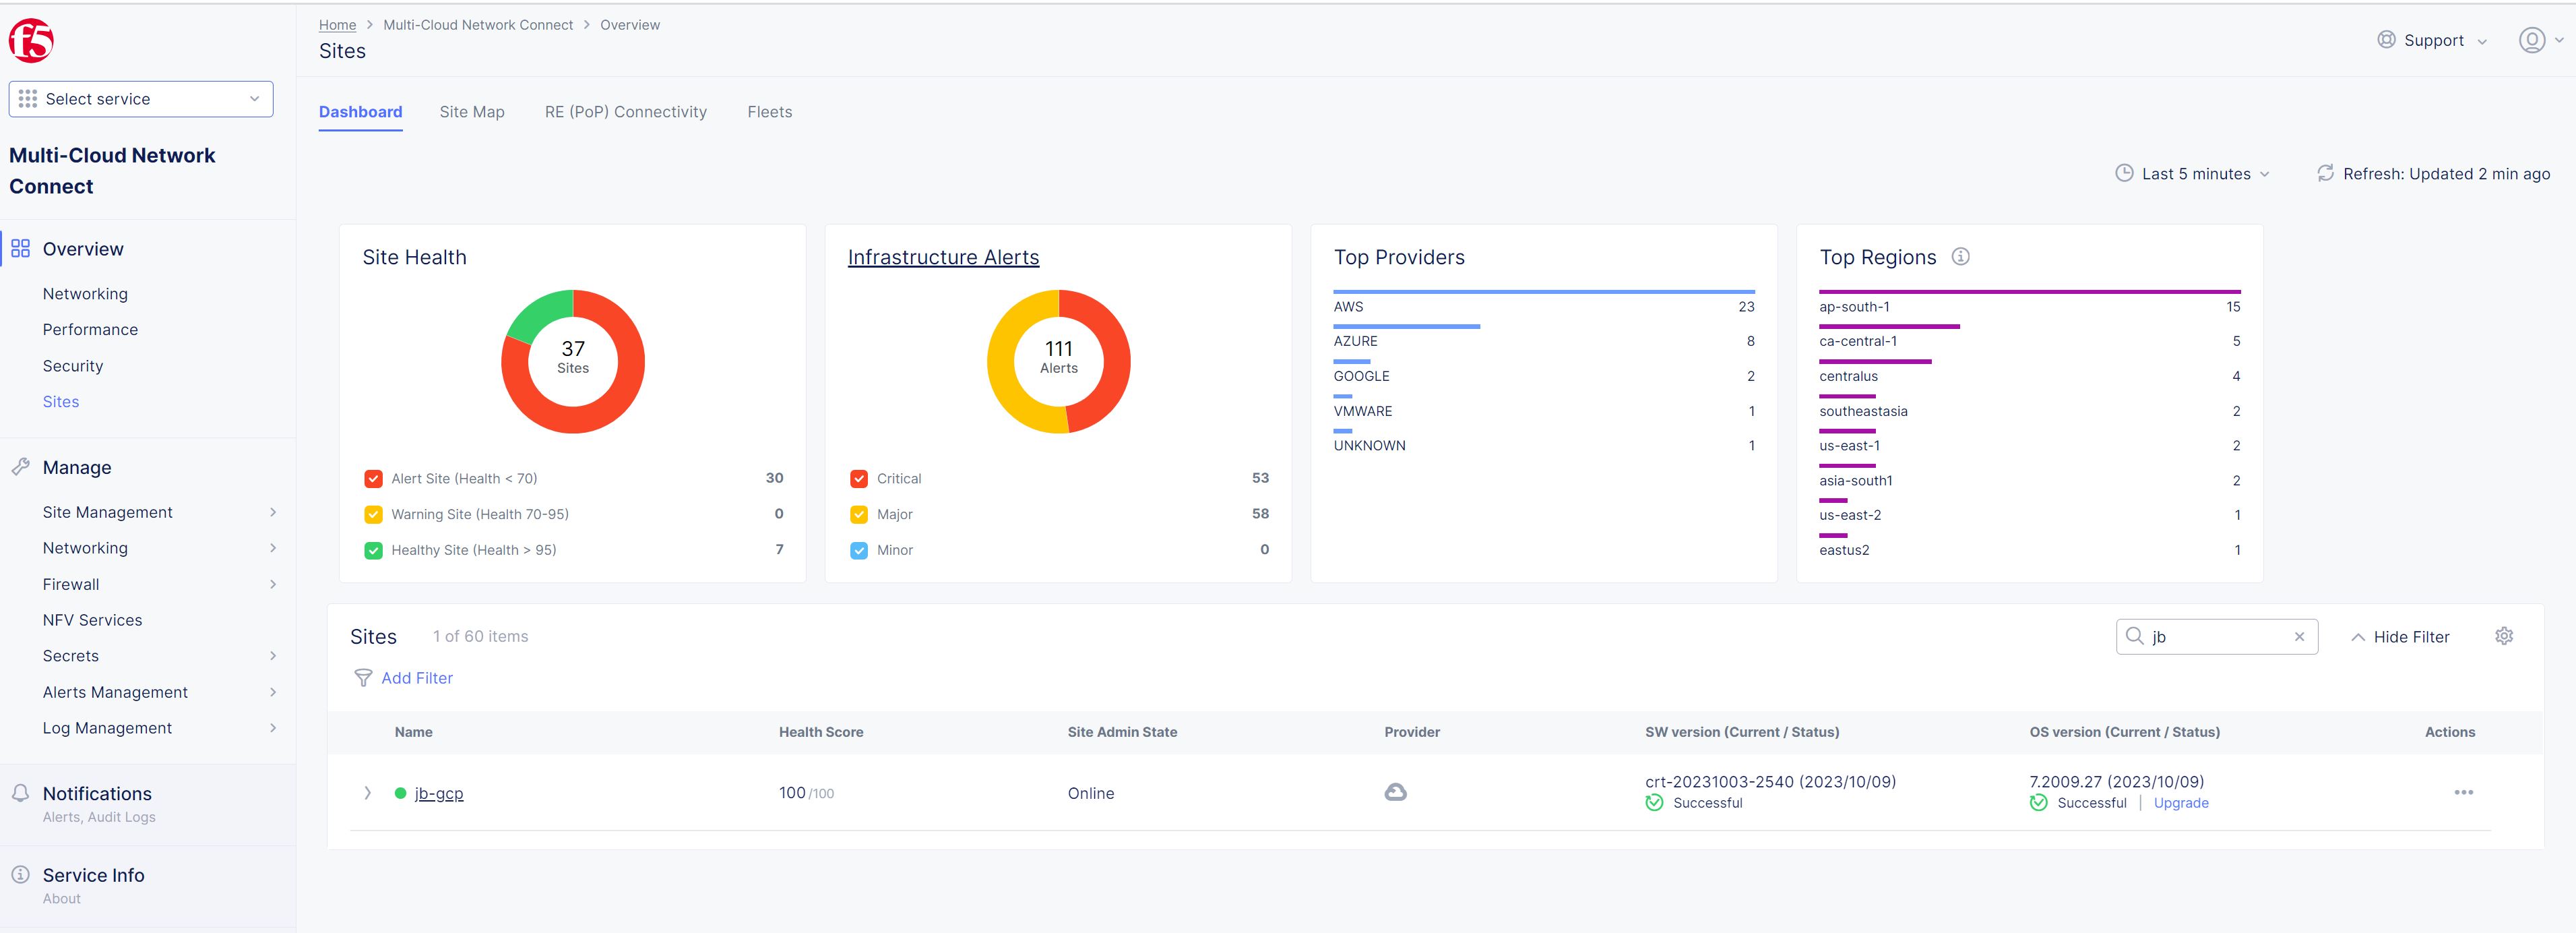 f5
Select service
Multi-Cloud Network
Connect
Overview
Networking
Performance
Security
Sites
Manage
Site Management
Networking
Firewall
NFV Services
Secrets
Alerts Management
Log Management
Notifications
Alerts, Audit Logs
Service Info
About
Home > Multi-Cloud Network Connect > Overview
Sites
Support
Dashboard Site Map RE (PoP) Connectivity Fleets
Last 5 minutes Refresh: Updated 2 min ago
Site Health
37
Sites
Alert Site (Health < 70) 30
Warning Site (Health 70-95) 0
Healthy Site (Health > 95) 7
Infrastructure Alerts
111
Alerts
Critical 53
Major 58
Minor 0
Top Providers
AWS 23
AZURE 8
GOOGLE 2
VMWARE 1
UNKNOWN 1
Top Regions
ap-south-1 15
ca-central-1 5
centralus 4
southeastasia 2
us-east-1 2
asia-south1 2
us-east-2 1
eastus2 1
Sites 1 of 60 items jb Hide Filter
Add Filter
Name Health Score Site Admin State Provider SW version (Current / Status) OS version (Current / Status) Actions
jb-gcp 100 /100 Online crt-20231003-2540 (2023/10/09) 7.2009.27 (2023/10/09)
Successful Successful | Upgrade